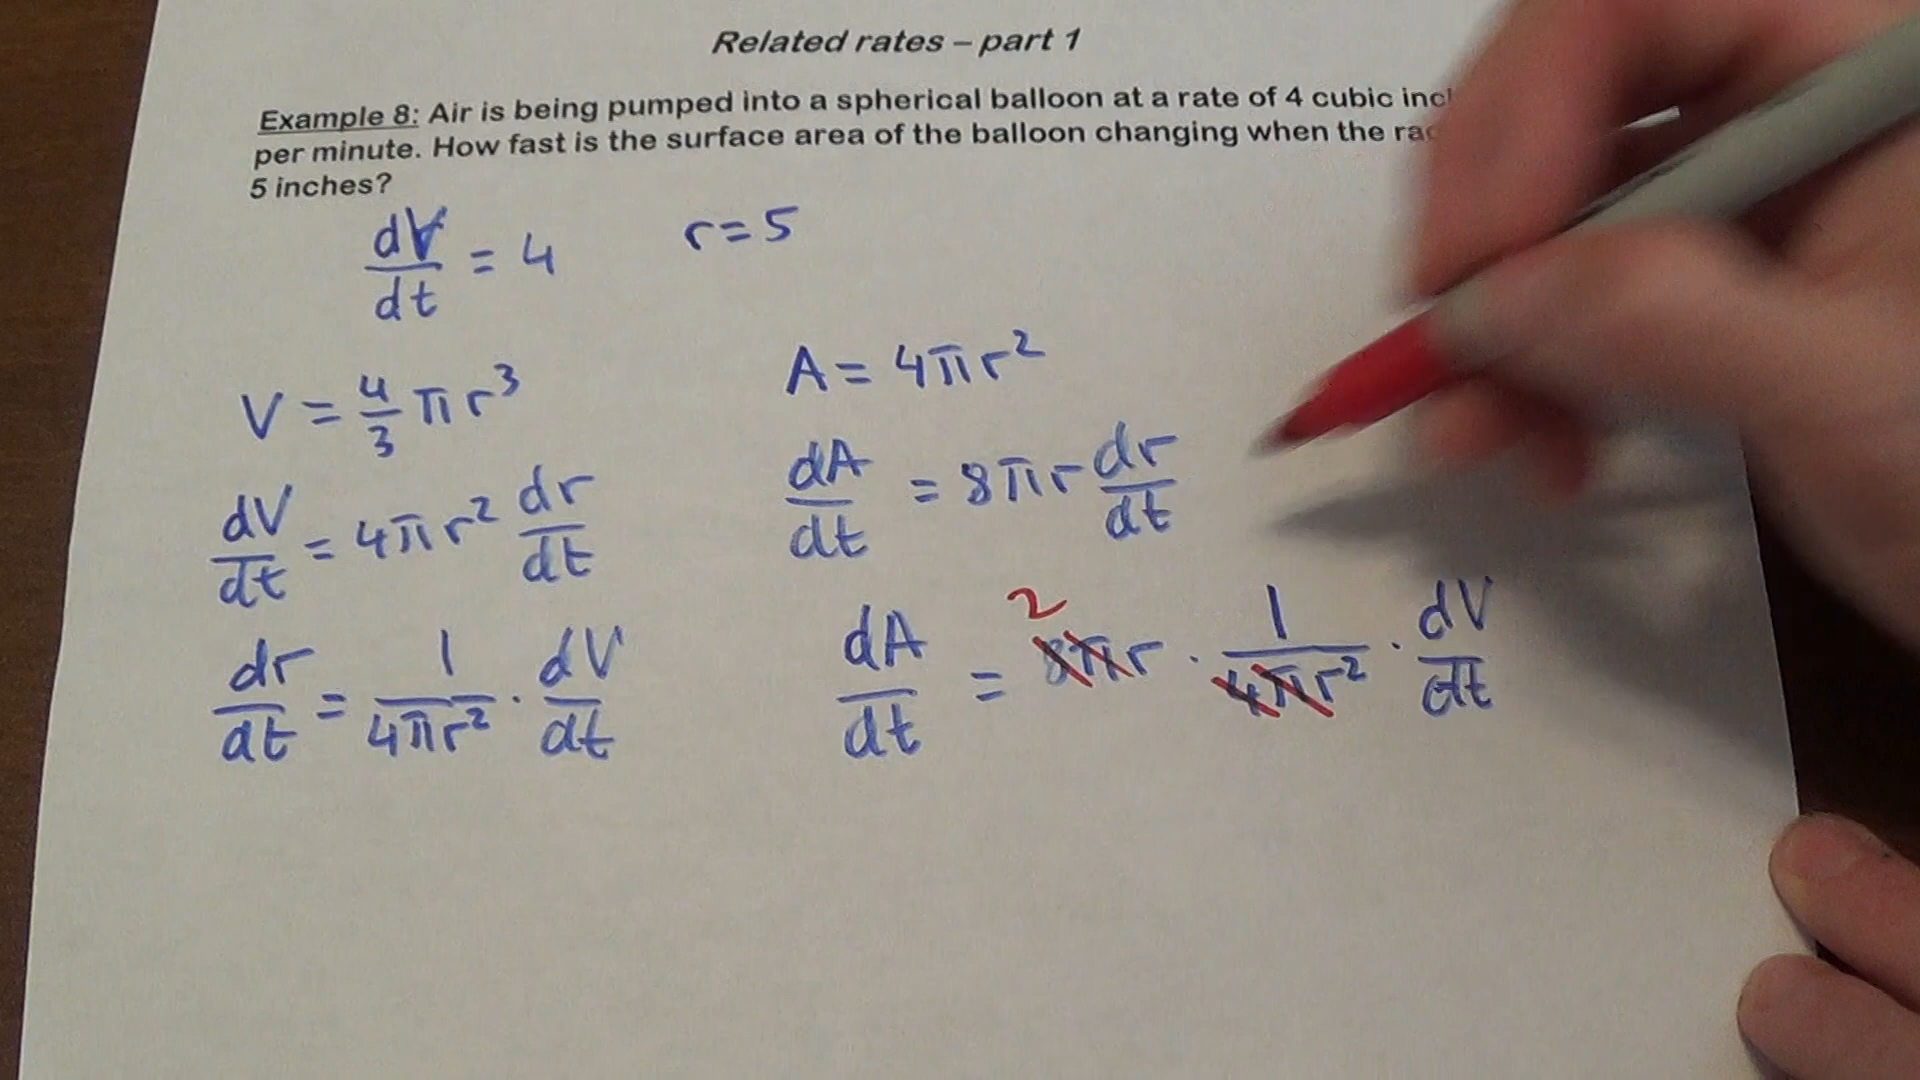 Related rates – part 1
Example 8: Air is being pumped into a spherical balloon at a rate of 4 cubic
per minute. How fast is the surface area of the balloon changing when the
5 inches?
dV/dt = 4 r = 5
V = 4/3 πr³
A = 4πr²
dV/dt = 4πr² dr/dt
dA/dt = 8πr dr/dt
dr/dt = 1/4πr² · dV/dt
2
dA/dt = 8πr · 1/4πr² · dV/dt